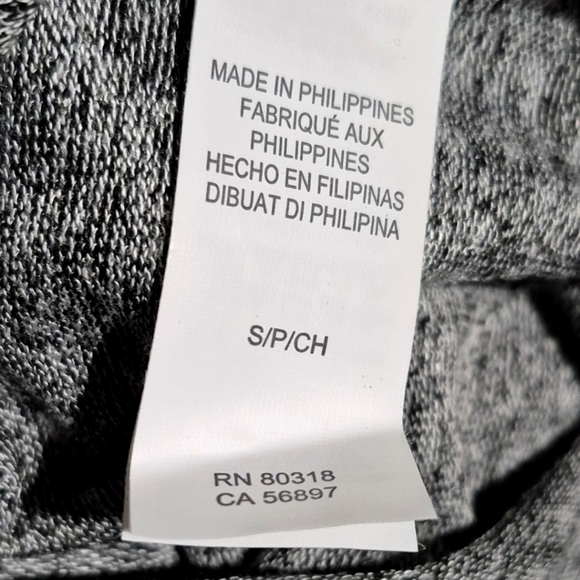 MADE IN PHILIPPINES
FABRIQUÉ AUX
PHILIPPINES
HECHO EN FILIPINAS
DIBUAT DI PHILIPINA
S/P/CH
RN 80318
CA 56897